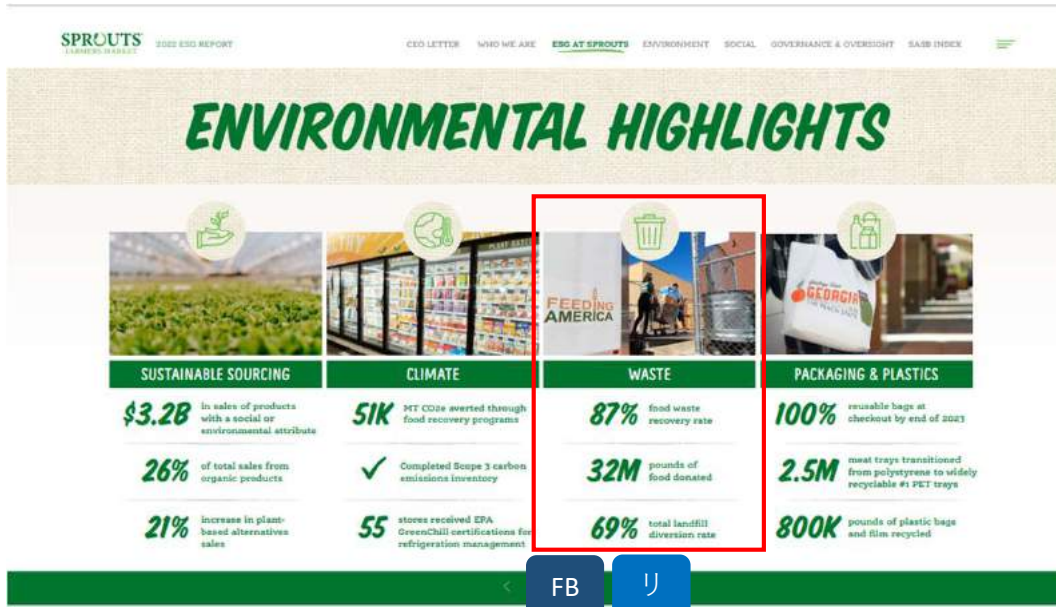 SPROUTS
FARMERS MARKET
2022 ESG REPORT
CEO LETTER
WHO WE ARE
ESG AT SPROUTS
ENVIRONMENT
SOCIAL
GOVERNANCE & OVERSIGHT
SASB INDEX
ENVIRONMENTAL HIGHLIGHTS
PLANT-BASED
FEEDING
AMERICA
GEORGIA
SUSTAINABLE SOURCING
$3.2B in sales of products
with a social or
environmental attribute
26% of total sales from
organic products
21% increase in plant-
based alternatives
sales
CLIMATE
51K MT CO2e averted through
food recovery programs
✓ Completed Scope 3 carbon
emissions inventory
55 stores received EPA
GreenChill certifications for
refrigeration management
WASTE
87% food waste
recovery rate
32M pounds of
food donated
69% total landfill
diversion rate
PACKAGING & PLASTICS
100% reusable bags at
checkout by end of 2023
2.5M meat trays transitioned
from polystyrene to widely
recyclable #1 PET trays
800K pounds of plastic bags
and film recycled
<
FB
リ